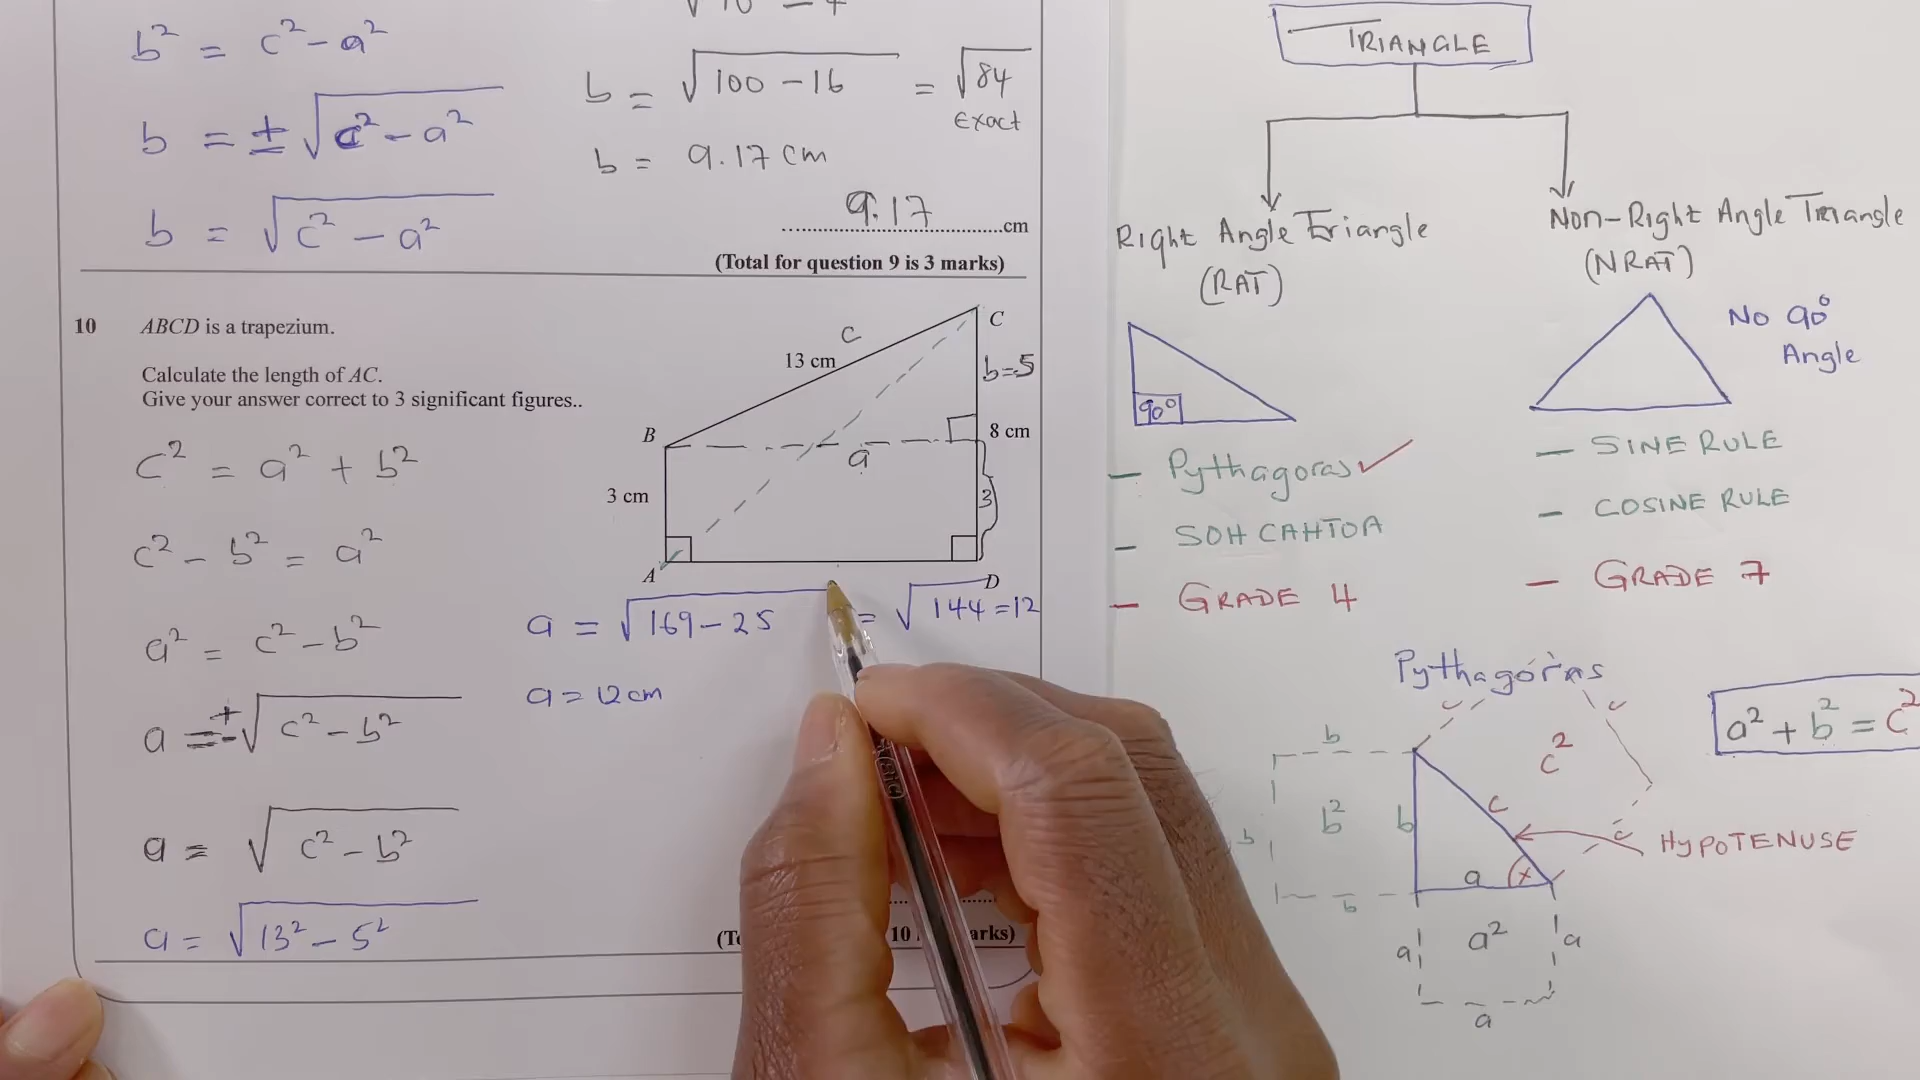 b² = c² - a²
b = ± √c² - a²
b = √c² - a²
b = √100 - 16 = √84
Exact
b = 9.17 cm
9.17 cm
(Total for question 9 is 3 marks)
10 ABCD is a trapezium.
Calculate the length of AC.
Give your answer correct to 3 significant figures..
C
c
13 cm
b=5
B
a
8 cm
3 cm
3
A
D
c² = a² + b²
c² - b² = a²
a² = c² - b²
a = ± √c² - b²
a = √c² - b²
a = √13² - 5²
a = √169 - 25 = √144 = 12
a = 12 cm
10
arks)
TRIANGLE
Right Angle Triangle
(RAT)
90°
- Pythagoras ✓
- SOH CAHTOA
- GRADE 4
Non-Right Angle Triangle
(NRAT)
No 90°
Angle
- SINE RULE
- COSINE RULE
- GRADE 7
Pythagoras
a² + b² = c²
b
c
c
c²
b
b²
b
c
c
x
HYPOTENUSE
a
b
a
a²
a
a